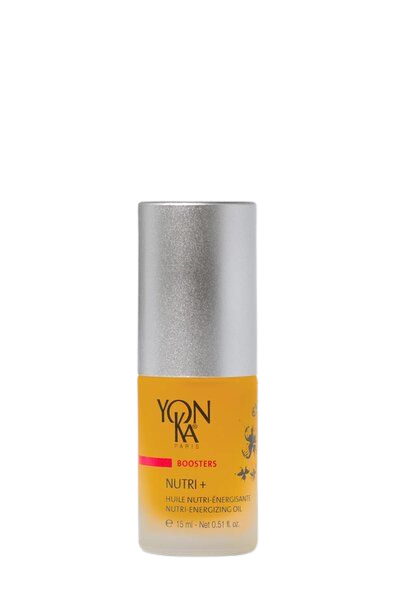 YON
KA®
PARIS
BOOSTERS
NUTRI +
HUILE NUTRI-ÉNERGISANTE
NUTRI-ENERGIZING OIL
℮ 15 ml - Net 0.51 fl. oz.